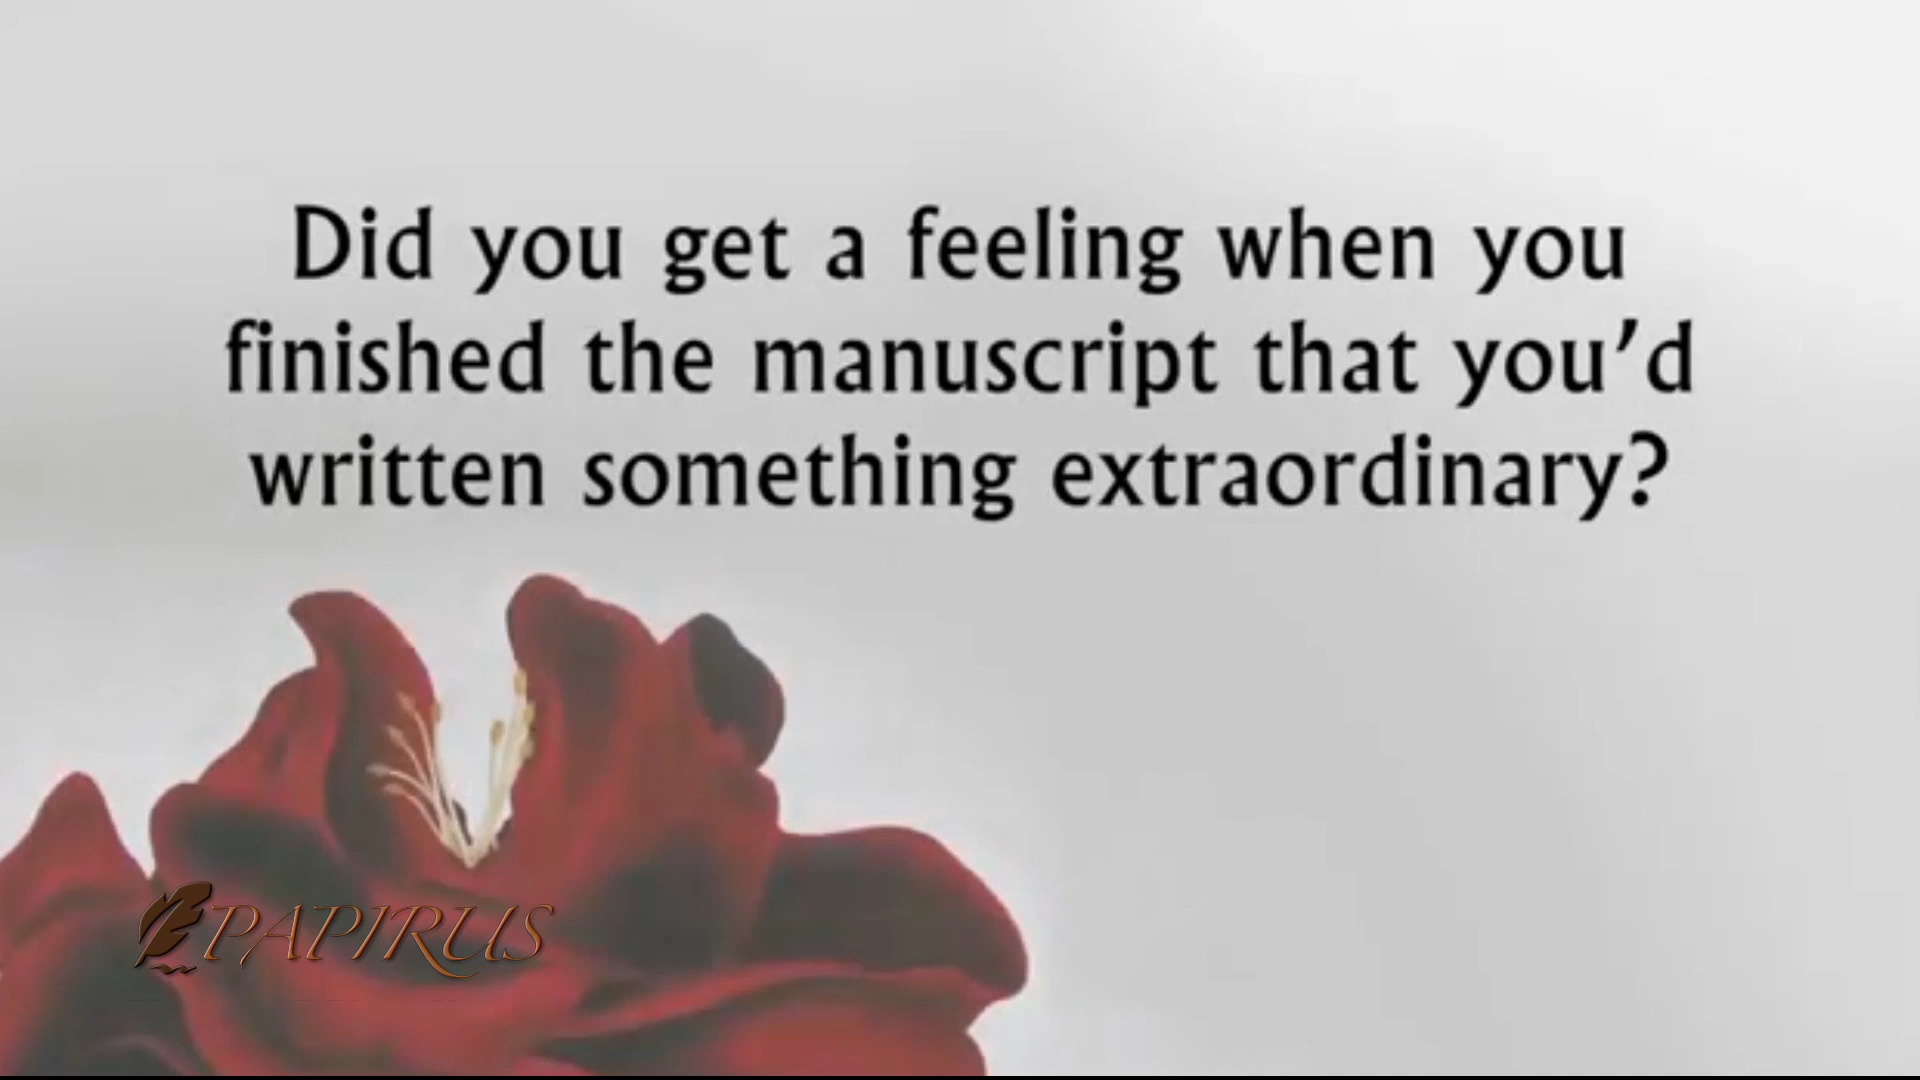 Did you get a feeling when you
finished the manuscript that you’d
written something extraordinary?
PAPIRUS